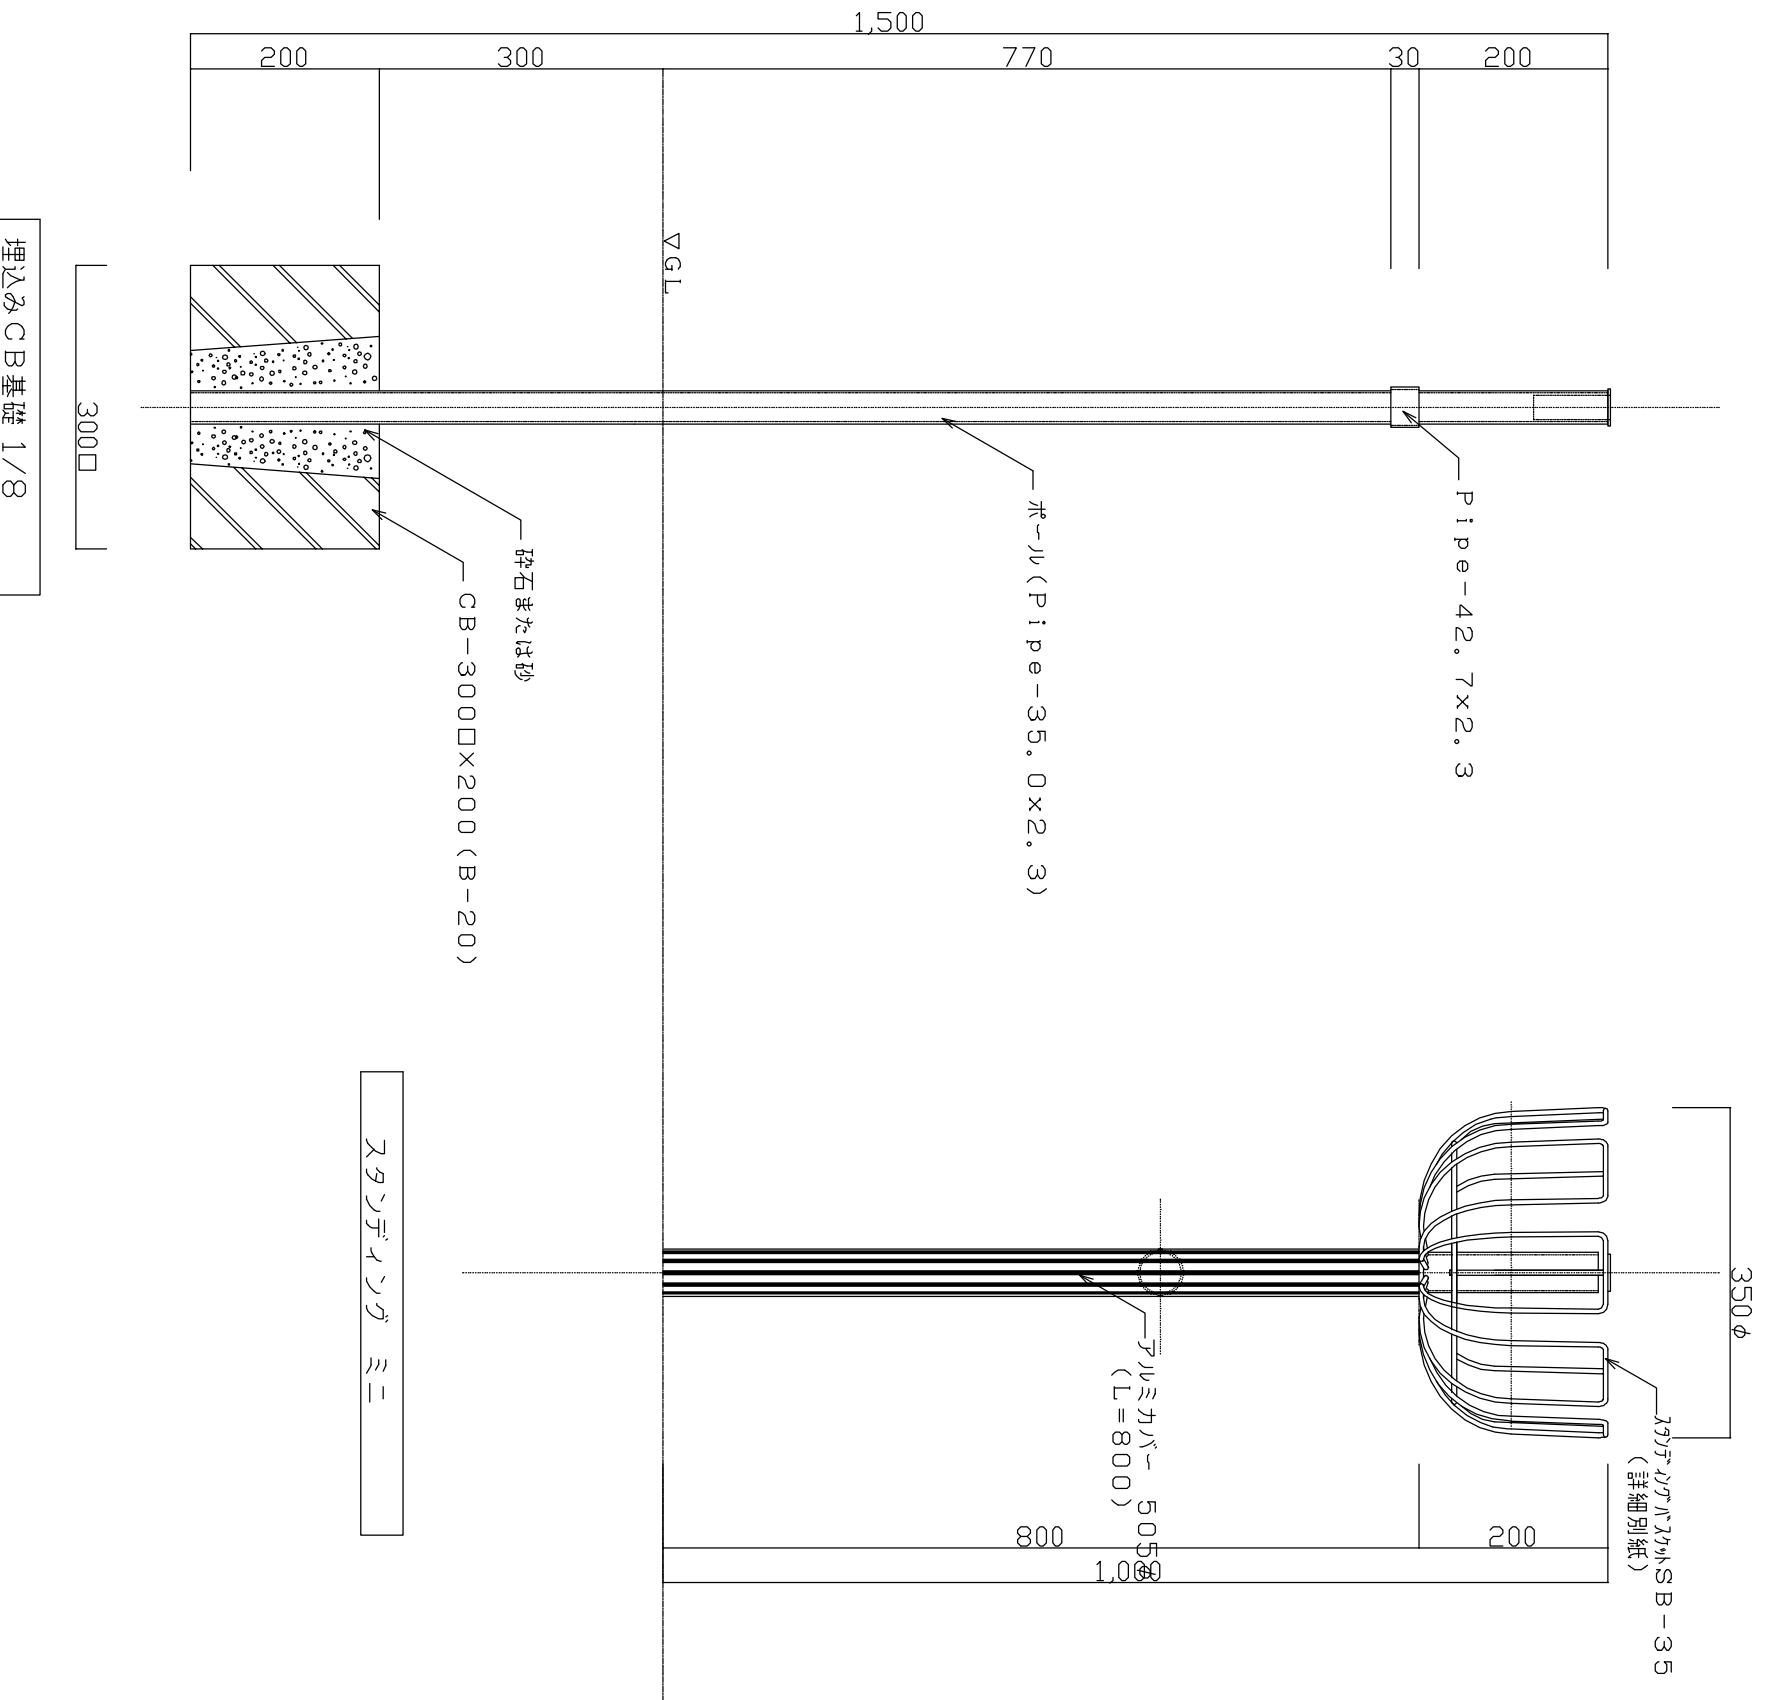 1,500
200
300
770
30
200
▽GL
Pipe-42.7x2.3
ポール(Pipe-35.0x2.3)
砕石または砂
CB-300□×200(B-20)
300□
埋込みCB基礎 1/8
350φ
スタンディングバスケットSB-35
(詳細別紙)
アルミカバー 505φ
(L=800)
200
800
1,000
スタンディング ミニ